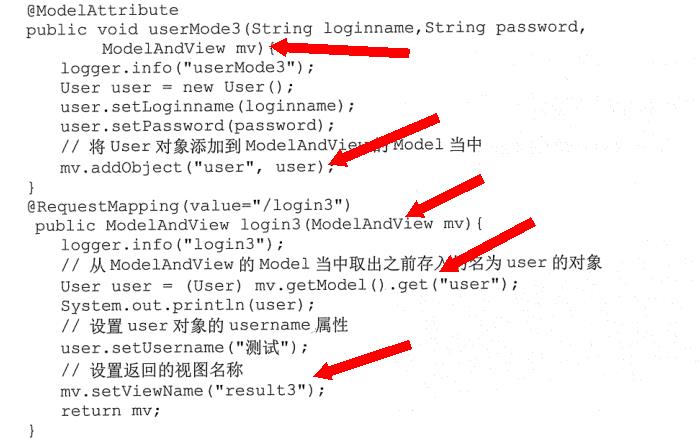 @ModelAttribute
public void userMode3(String loginname,String password,
ModelAndView mv){
logger.info("userMode3");
User user = new User();
user.setLoginname(loginname);
user.setPassword(password);
// 将 User 对象添加到 ModelAndView 的 Model 当中
mv.addObject("user", user);
}
@RequestMapping(value="/login3")
public ModelAndView login3(ModelAndView mv){
logger.info("login3");
// 从 ModelAndView 的 Model 当中取出之前存入的名为 user 的对象
User user = (User) mv.getModel().get("user");
System.out.println(user);
// 设置 user 对象的 username 属性
user.setUsername("测试");
// 设置返回的视图名称
mv.setViewName("result3");
return mv;
}